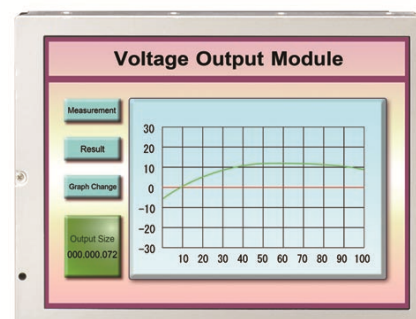 Voltage Output Module
Measurement
Result
Graph Change
Output Size
000.000.072
30
20
10
0
-10
-20
-30
10 20 30 40 50 60 70 80 90 100